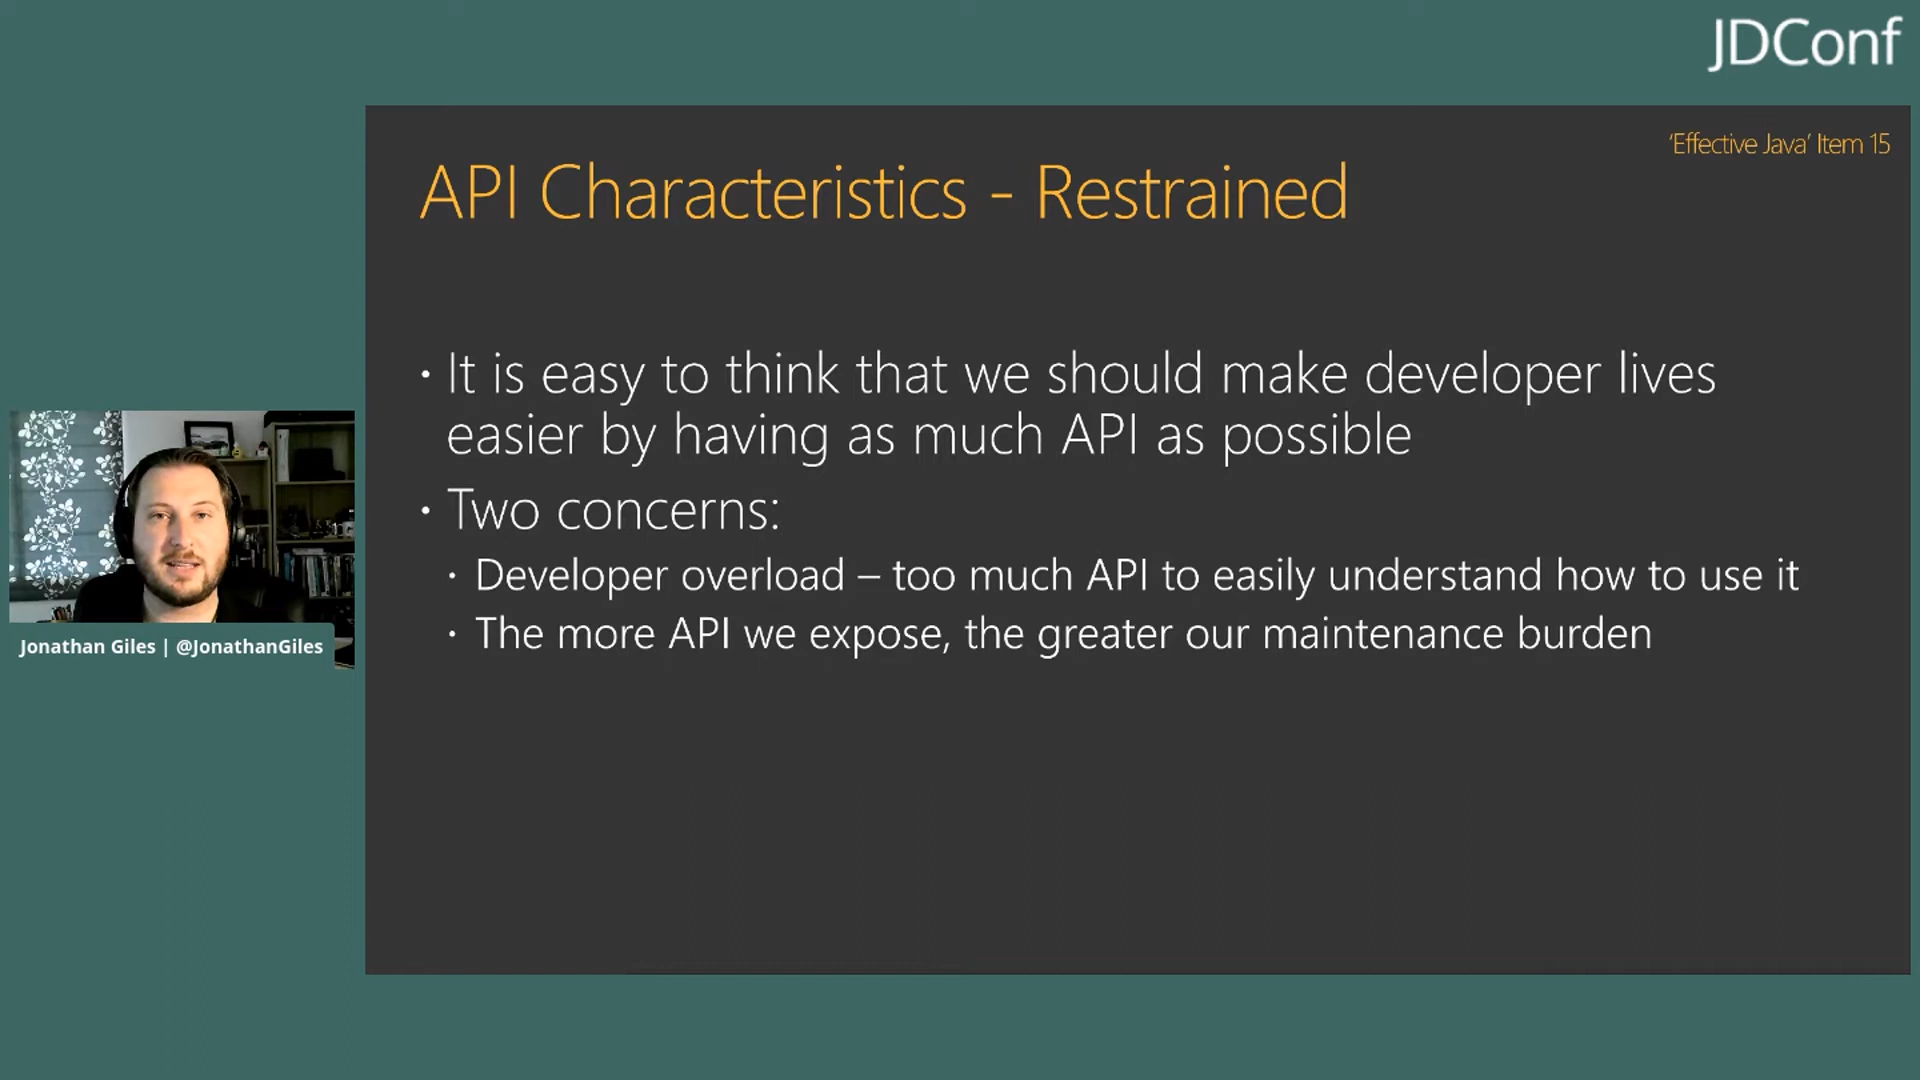 JDConf
'Effective Java' Item 15
API Characteristics - Restrained
• It is easy to think that we should make developer lives
easier by having as much API as possible
• Two concerns:
• Developer overload – too much API to easily understand how to use it
• The more API we expose, the greater our maintenance burden
Jonathan Giles | @JonathanGiles